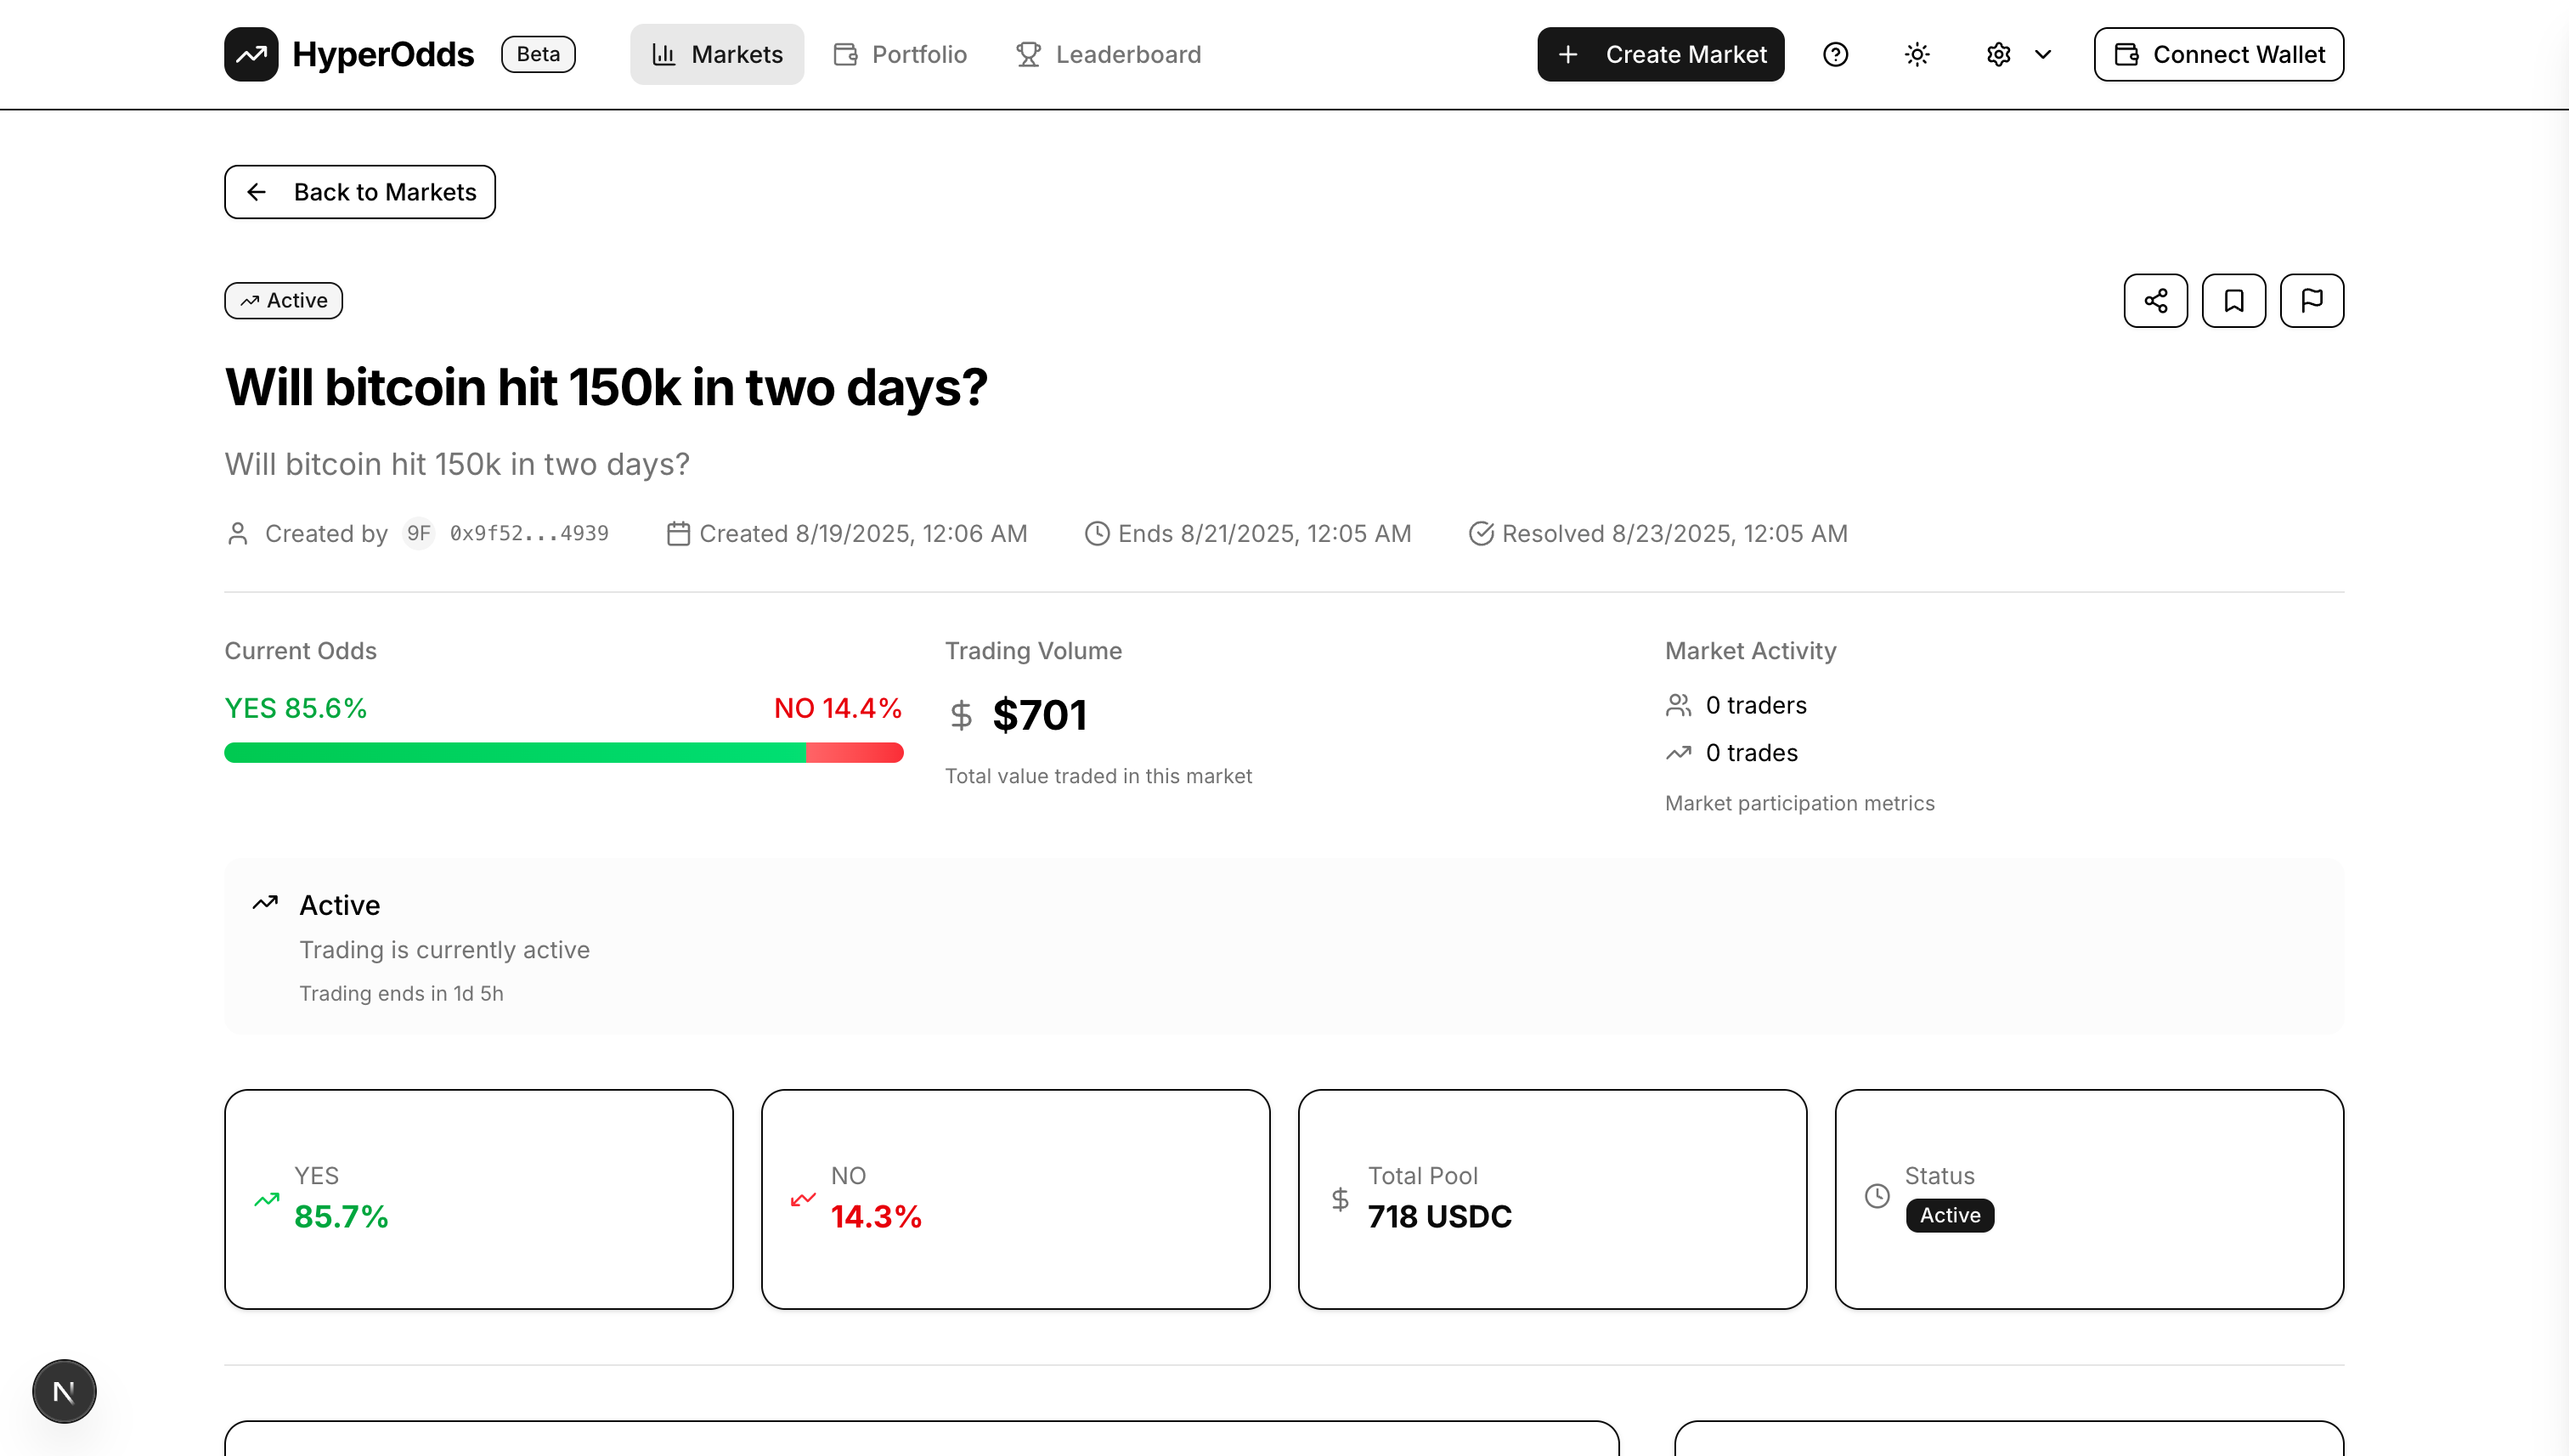 HyperOdds Beta Markets Portfolio Leaderboard Create Market Connect Wallet
Back to Markets
Active
Will bitcoin hit 150k in two days?
Will bitcoin hit 150k in two days?
Created by 9F 0x9f52...4939 Created 8/19/2025, 12:06 AM Ends 8/21/2025, 12:05 AM Resolved 8/23/2025, 12:05 AM
Current Odds
YES 85.6% NO 14.4%
Trading Volume
$ $701
Total value traded in this market
Market Activity
0 traders
0 trades
Market participation metrics
Active
Trading is currently active
Trading ends in 1d 5h
YES
85.7%
NO
14.3%
Total Pool
$ 718 USDC
Status
Active
N